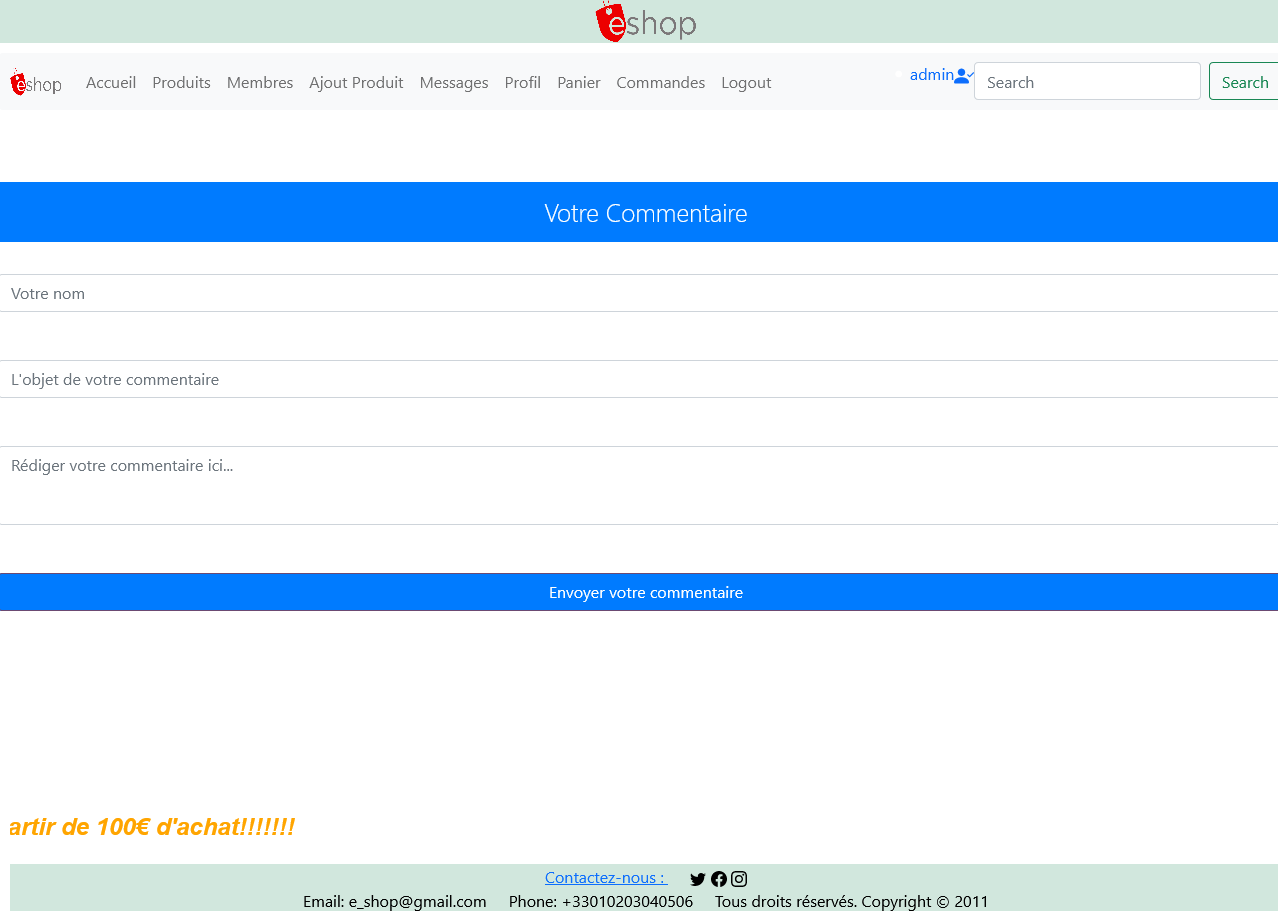 eshop
eshop Accueil Produits Membres Ajout Produit Messages Profil Panier Commandes Logout admin Search Search
Votre Commentaire
Votre nom
L'objet de votre commentaire
Rédiger votre commentaire ici...
Envoyer votre commentaire
artir de 100€ d'achat!!!!!!!
Contactez-nous :
Email: e_shop@gmail.com Phone: +33010203040506 Tous droits réservés. Copyright © 2011